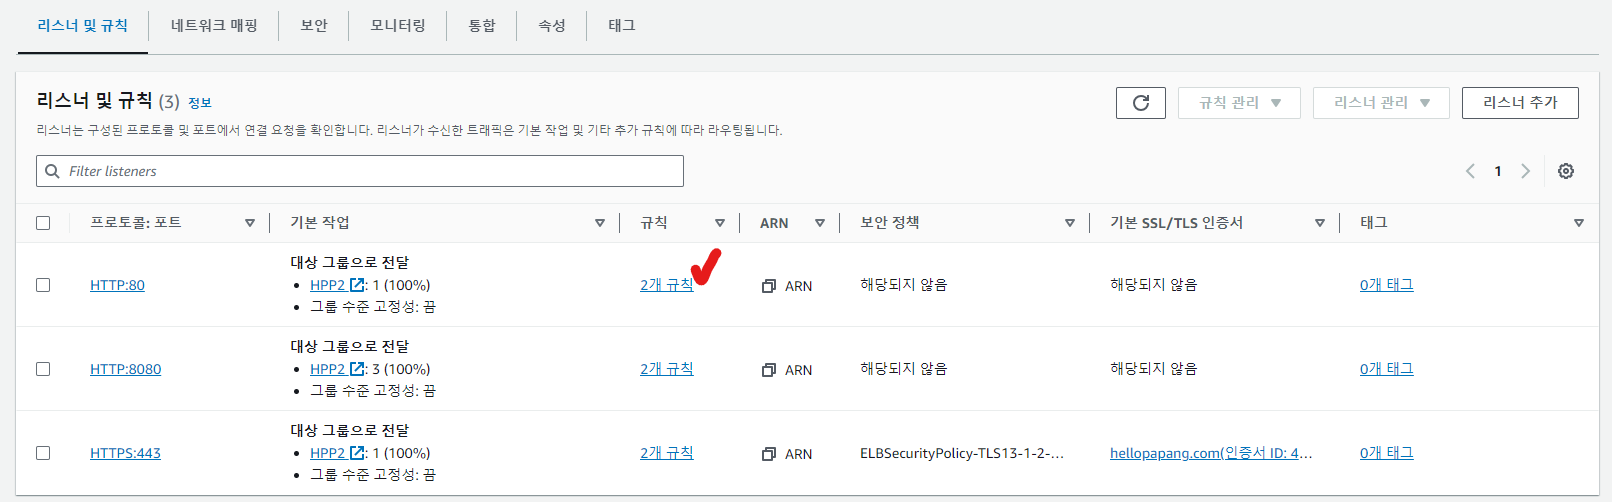 리스너 및 규칙 네트워크 매핑 보안 모니터링 통합 속성 태그
리스너 및 규칙 (3) 정보
규칙 관리 리스너 관리 리스너 추가
리스너는 구성된 프로토콜 및 포트에서 연결 요청을 확인합니다. 리스너가 수신한 트래픽은 기본 작업 및 기타 추가 규칙에 따라 라우팅됩니다.
Filter listeners
1
프로토콜: 포트 기본 작업 규칙 ARN 보안 정책 기본 SSL/TLS 인증서 태그
대상 그룹으로 전달
HTTP:80 • HPP2: 1 (100%) 2개 규칙 ARN 해당되지 않음 해당되지 않음 0개 태그
• 그룹 수준 고정성: 끔
대상 그룹으로 전달
HTTP:8080 • HPP2: 3 (100%) 2개 규칙 ARN 해당되지 않음 해당되지 않음 0개 태그
• 그룹 수준 고정성: 끔
대상 그룹으로 전달
HTTPS:443 • HPP2: 1 (100%) 2개 규칙 ARN ELBSecurityPolicy-TLS13-1-2-... hellopapang.com(인증서 ID: 4... 0개 태그
• 그룹 수준 고정성: 끔